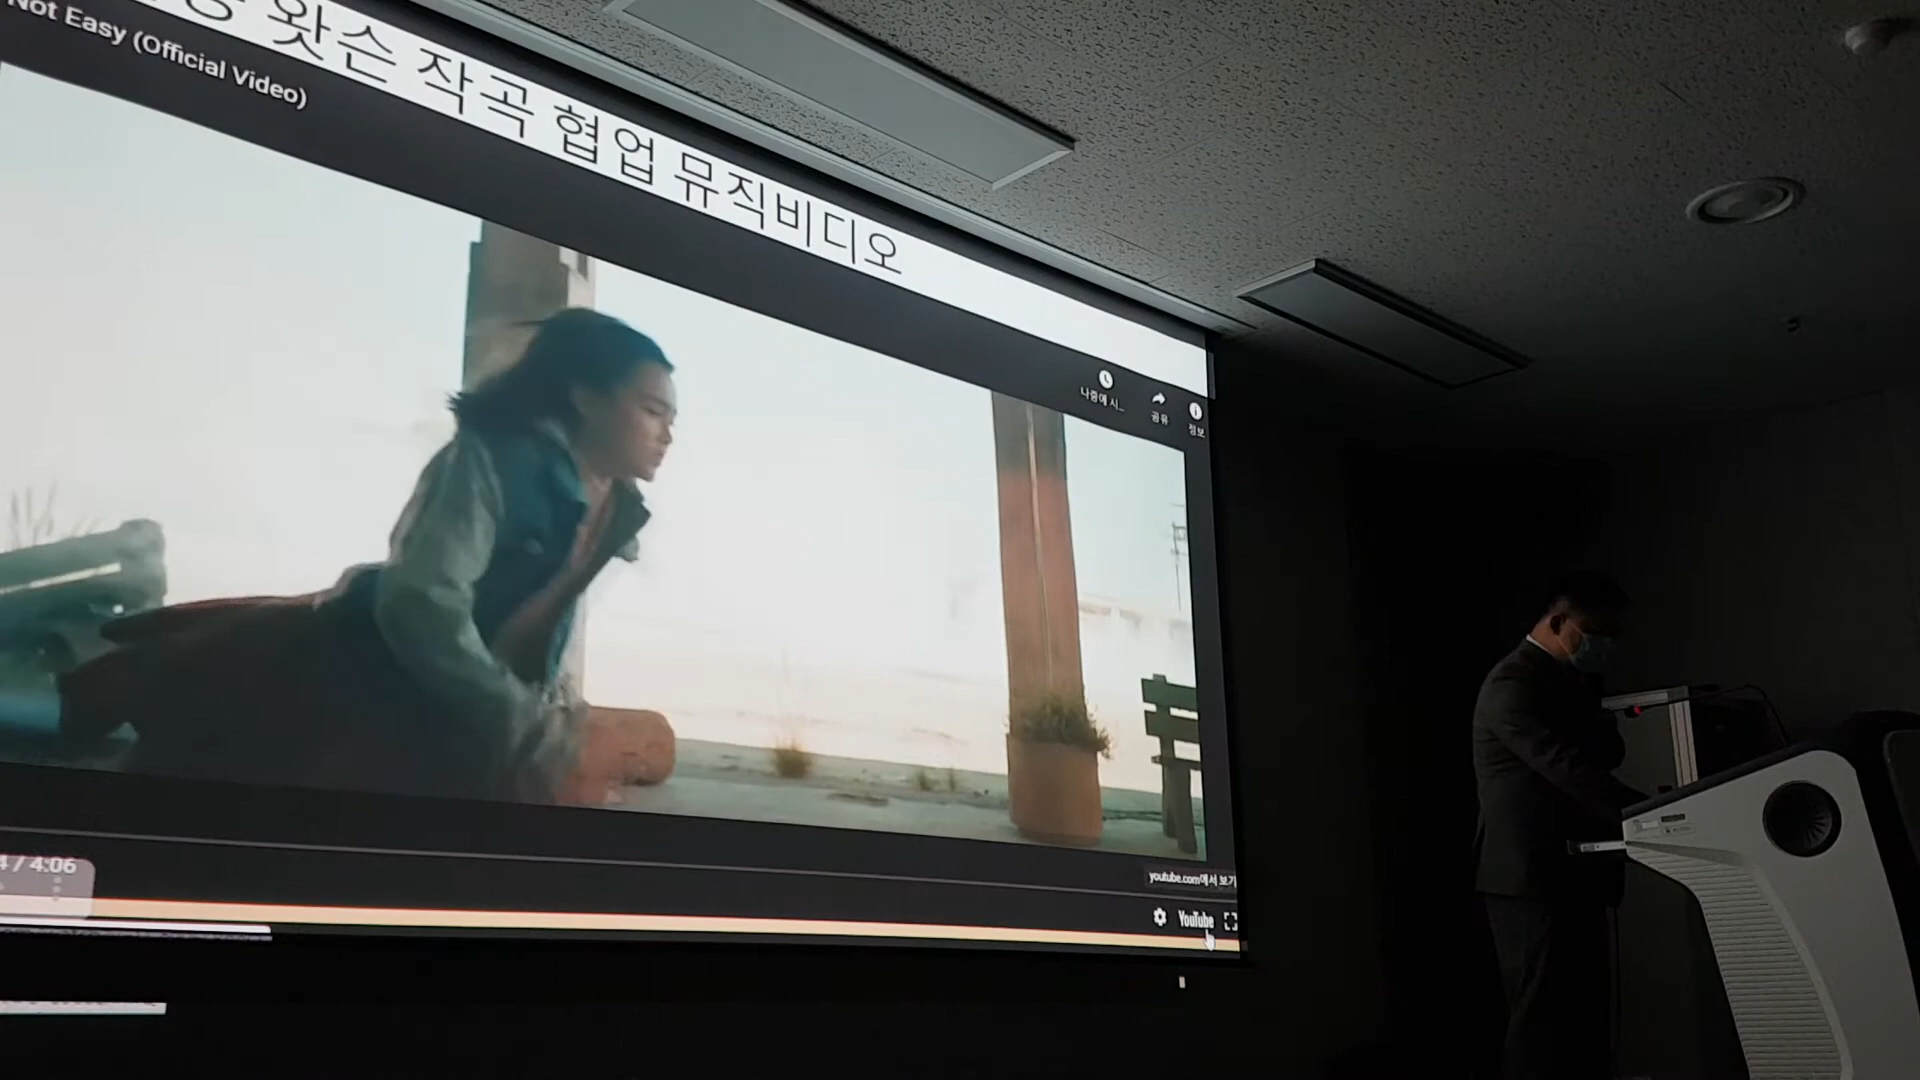 왓슨 작곡 협업 뮤직비디오
Not Easy (Official Video)
나중에 시...
공유
정보
/ 4:06
youtube.com에서 보기
YouTube